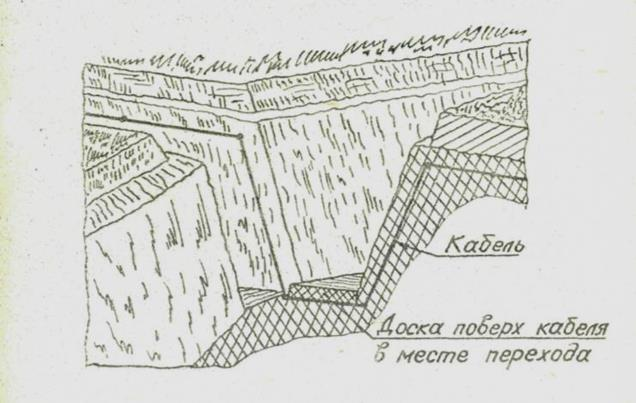 Кабель
Доска поверх кабеля
в месте перехода